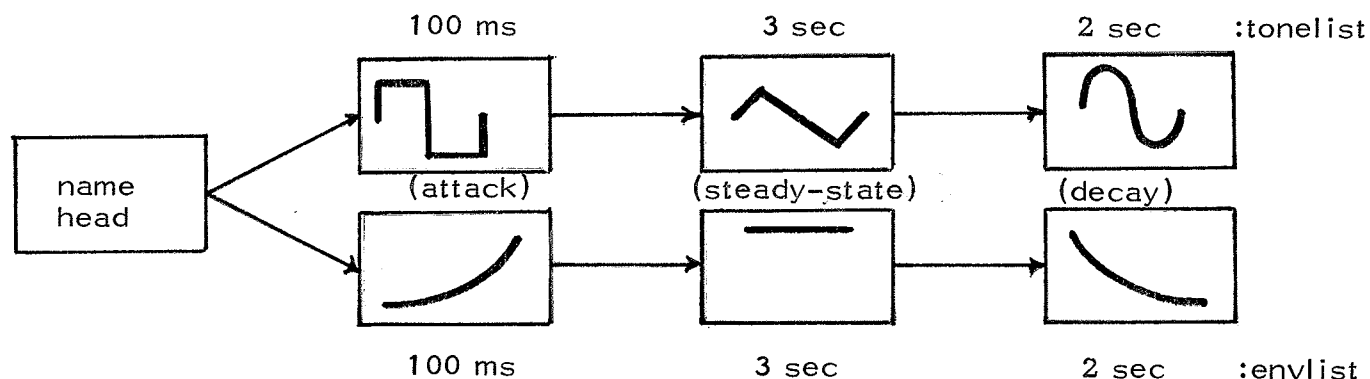 100 ms 3 sec 2 sec :tonelist
name
head
(attack) (steady-state) (decay)
100 ms 3 sec 2 sec :envlist